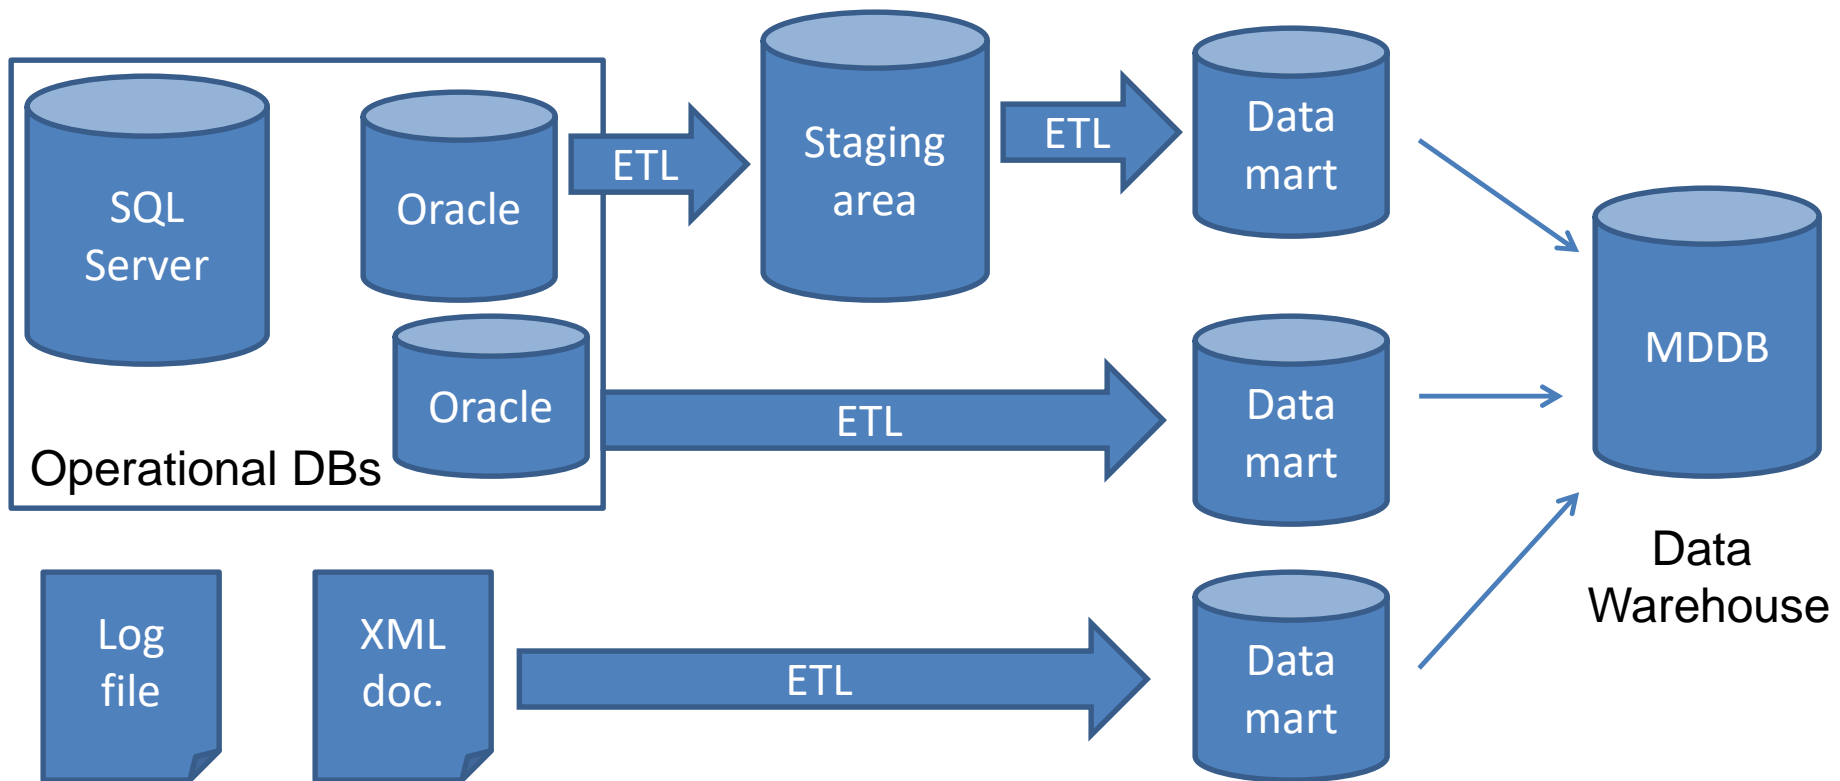 SQL
Server
Oracle
ETL
Staging
area
ETL
Data
mart
Oracle
Operational DBs
ETL
Data
mart
MDDB
Data
Warehouse
Log
file
XML
doc.
ETL
Data
mart